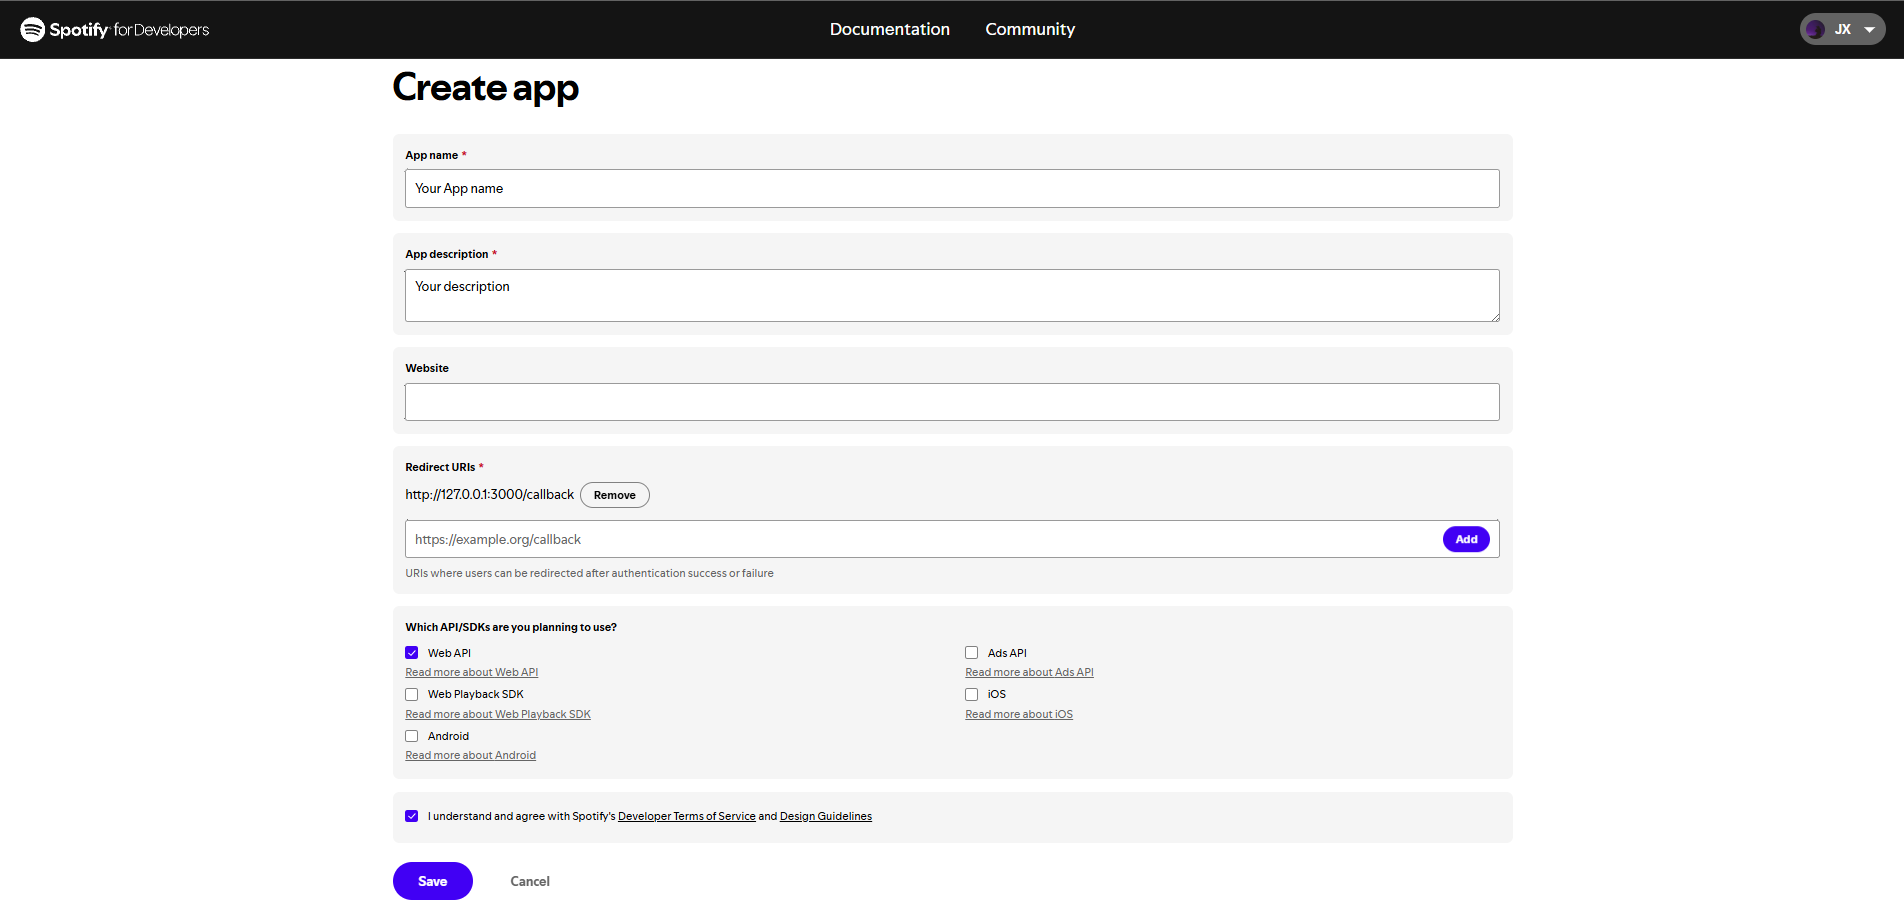 Spotify for Developers
Documentation
Community
JX
Create app
App name *
Your App name
App description *
Your description
Website
Redirect URIs *
http://127.0.0.1:3000/callback Remove
https://example.org/callback Add
URIs where users can be redirected after authentication success or failure
Which API/SDKs are you planning to use?
Web API
Read more about Web API
Ads API
Read more about Ads API
Web Playback SDK
Read more about Web Playback SDK
iOS
Read more about iOS
Android
Read more about Android
I understand and agree with Spotify's Developer Terms of Service and Design Guidelines
Save
Cancel